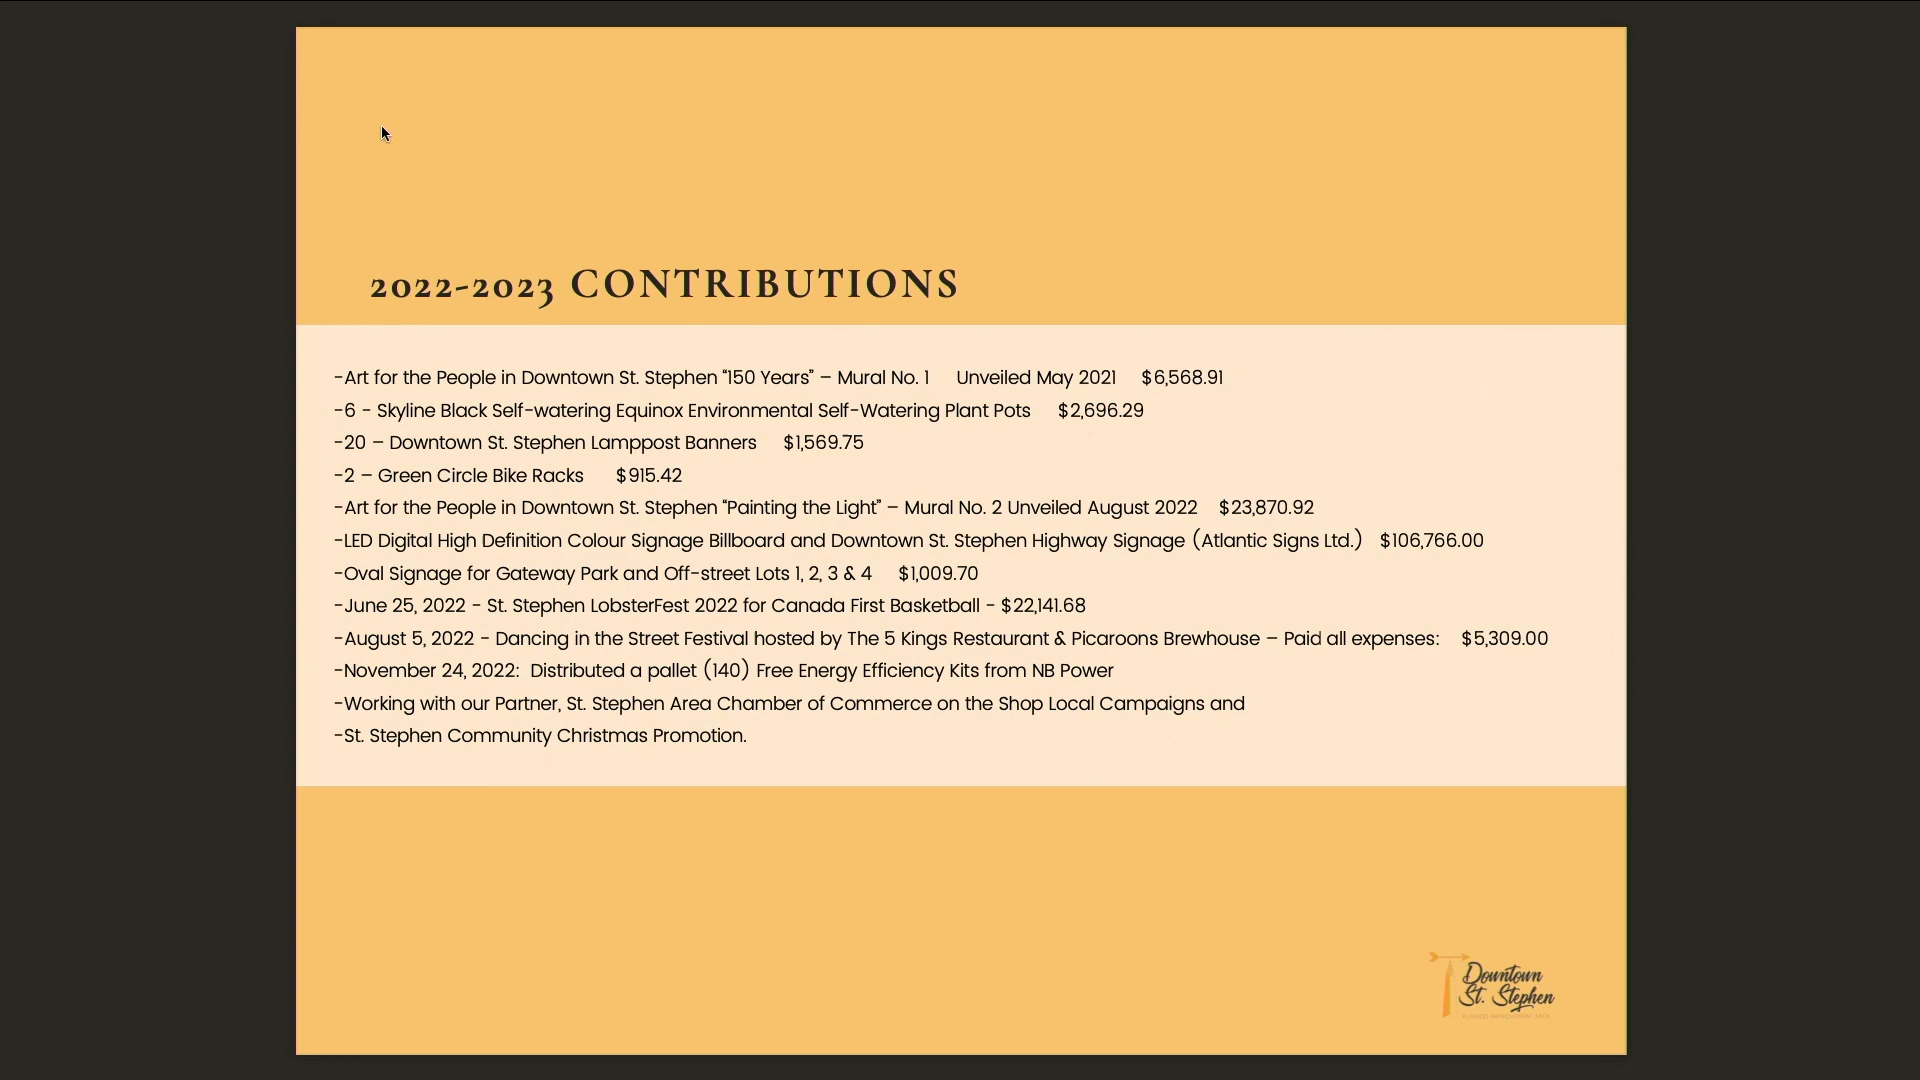 2022-2023 CONTRIBUTIONS
-Art for the People in Downtown St. Stephen “150 Years” – Mural No. 1 Unveiled May 2021 $6,568.91
-6 - Skyline Black Self-watering Equinox Environmental Self-Watering Plant Pots $2,696.29
-20 – Downtown St. Stephen Lamppost Banners $1,569.75
-2 – Green Circle Bike Racks $915.42
-Art for the People in Downtown St. Stephen “Painting the Light” – Mural No. 2 Unveiled August 2022 $23,870.92
-LED Digital High Definition Colour Signage Billboard and Downtown St. Stephen Highway Signage (Atlantic Signs Ltd.) $106,766.00
-Oval Signage for Gateway Park and Off-street Lots 1, 2, 3 & 4 $1,009.70
-June 25, 2022 - St. Stephen LobsterFest 2022 for Canada First Basketball - $22,141.68
-August 5, 2022 - Dancing in the Street Festival hosted by The 5 Kings Restaurant & Picaroons Brewhouse – Paid all expenses: $5,309.00
-November 24, 2022: Distributed a pallet (140) Free Energy Efficiency Kits from NB Power
-Working with our Partner, St. Stephen Area Chamber of Commerce on the Shop Local Campaigns and
-St. Stephen Community Christmas Promotion.
Downtown
St. Stephen
BUSINESS IMPROVEMENT AREA